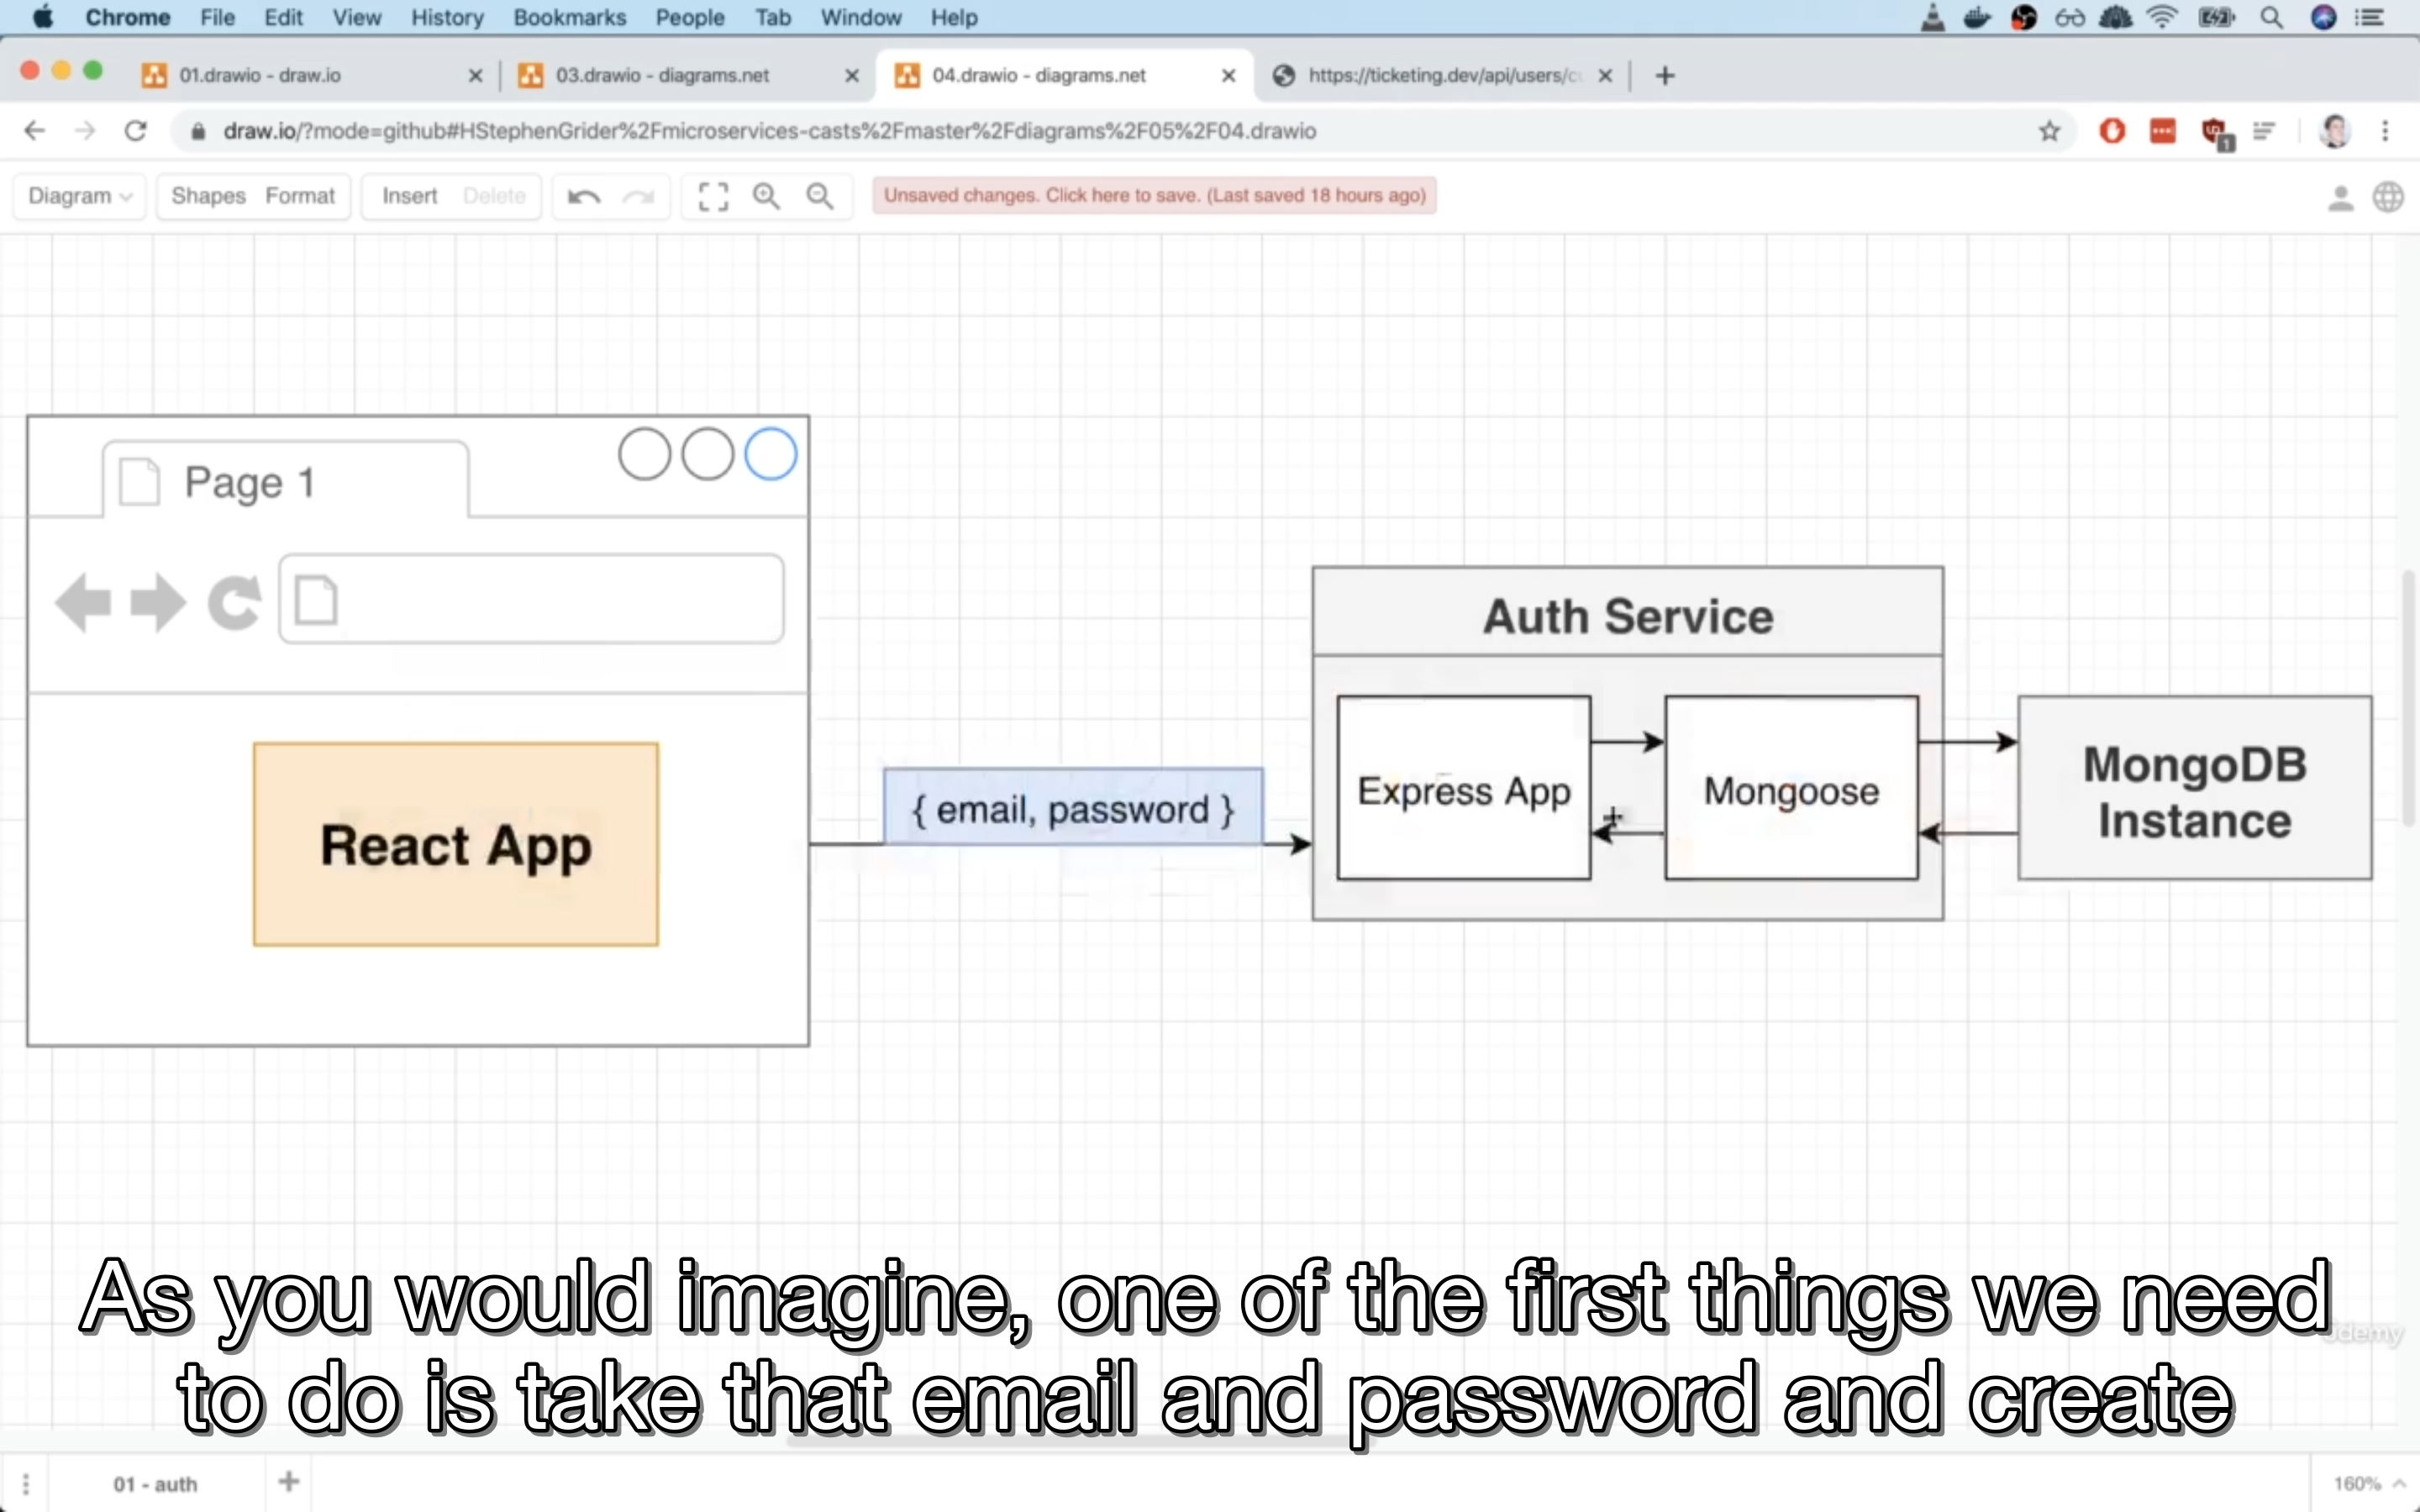 Chrome File Edit View History Bookmarks People Tab Window Help
01.drawio - draw.io
03.drawio - diagrams.net
04.drawio - diagrams.net
https://ticketing.dev/api/users/c
draw.io/?mode=github#HStephenGrider%2Fmicroservices-casts%2Fmaster%2Fdiagrams%2F05%2F04.drawio
Diagram Shapes Format Insert Delete Unsaved changes. Click here to save. (Last saved 18 hours ago)
Page 1
React App
{ email, password }
Auth Service
Express App
Mongoose
MongoDB
Instance
As you would imagine, one of the first things we need
to do is take that email and password and create
01 - auth
160%